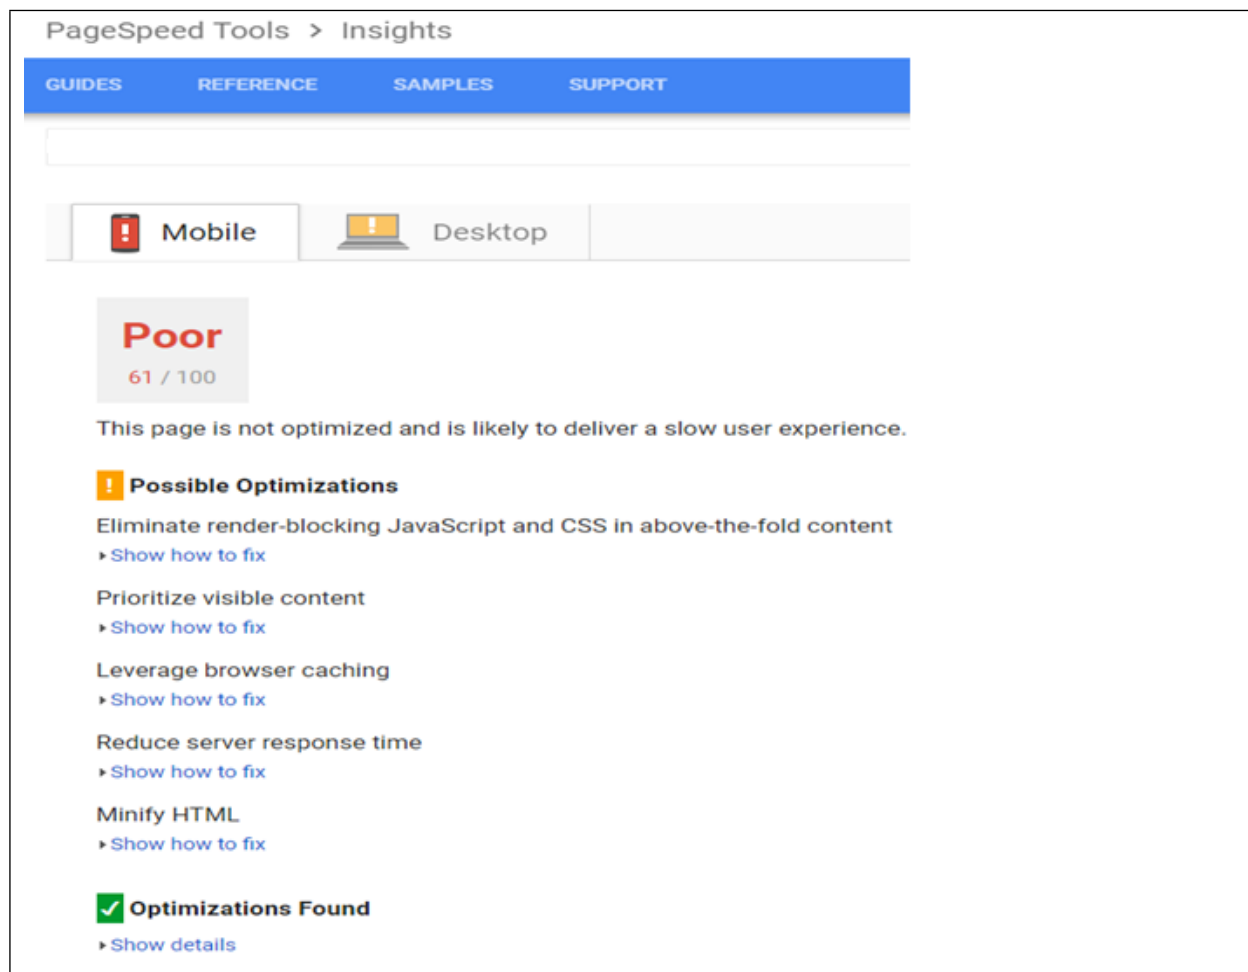 PageSpeed Tools > Insights
GUIDES REFERENCE SAMPLES SUPPORT
Mobile Desktop
Poor
61 / 100
This page is not optimized and is likely to deliver a slow user experience.
Possible Optimizations
Eliminate render-blocking JavaScript and CSS in above-the-fold content
Show how to fix
Prioritize visible content
Show how to fix
Leverage browser caching
Show how to fix
Reduce server response time
Show how to fix
Minify HTML
Show how to fix
Optimizations Found
Show details